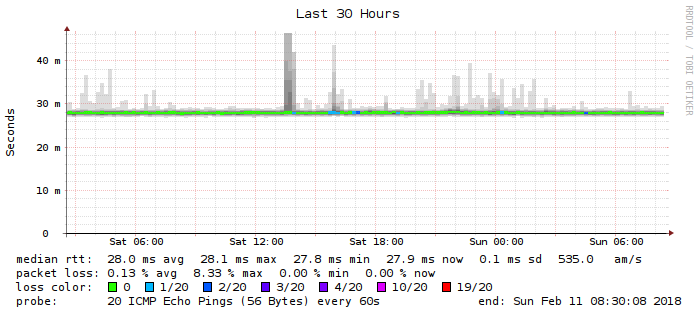 Last 30 Hours
RRDTOOL / TOBI OETIKER
Seconds
40 m
30 m
20 m
10 m
0
Sat 06:00 Sat 12:00 Sat 18:00 Sun 00:00 Sun 06:00
median rtt: 28.0 ms avg 28.1 ms max 27.8 ms min 27.9 ms now 0.1 ms sd 535.0 am/s
packet loss: 0.13 % avg 8.33 % max 0.00 % min 0.00 % now
loss color: 0 1/20 2/20 3/20 4/20 10/20 19/20
probe: 20 ICMP Echo Pings (56 Bytes) every 60s end: Sun Feb 11 08:30:08 2018